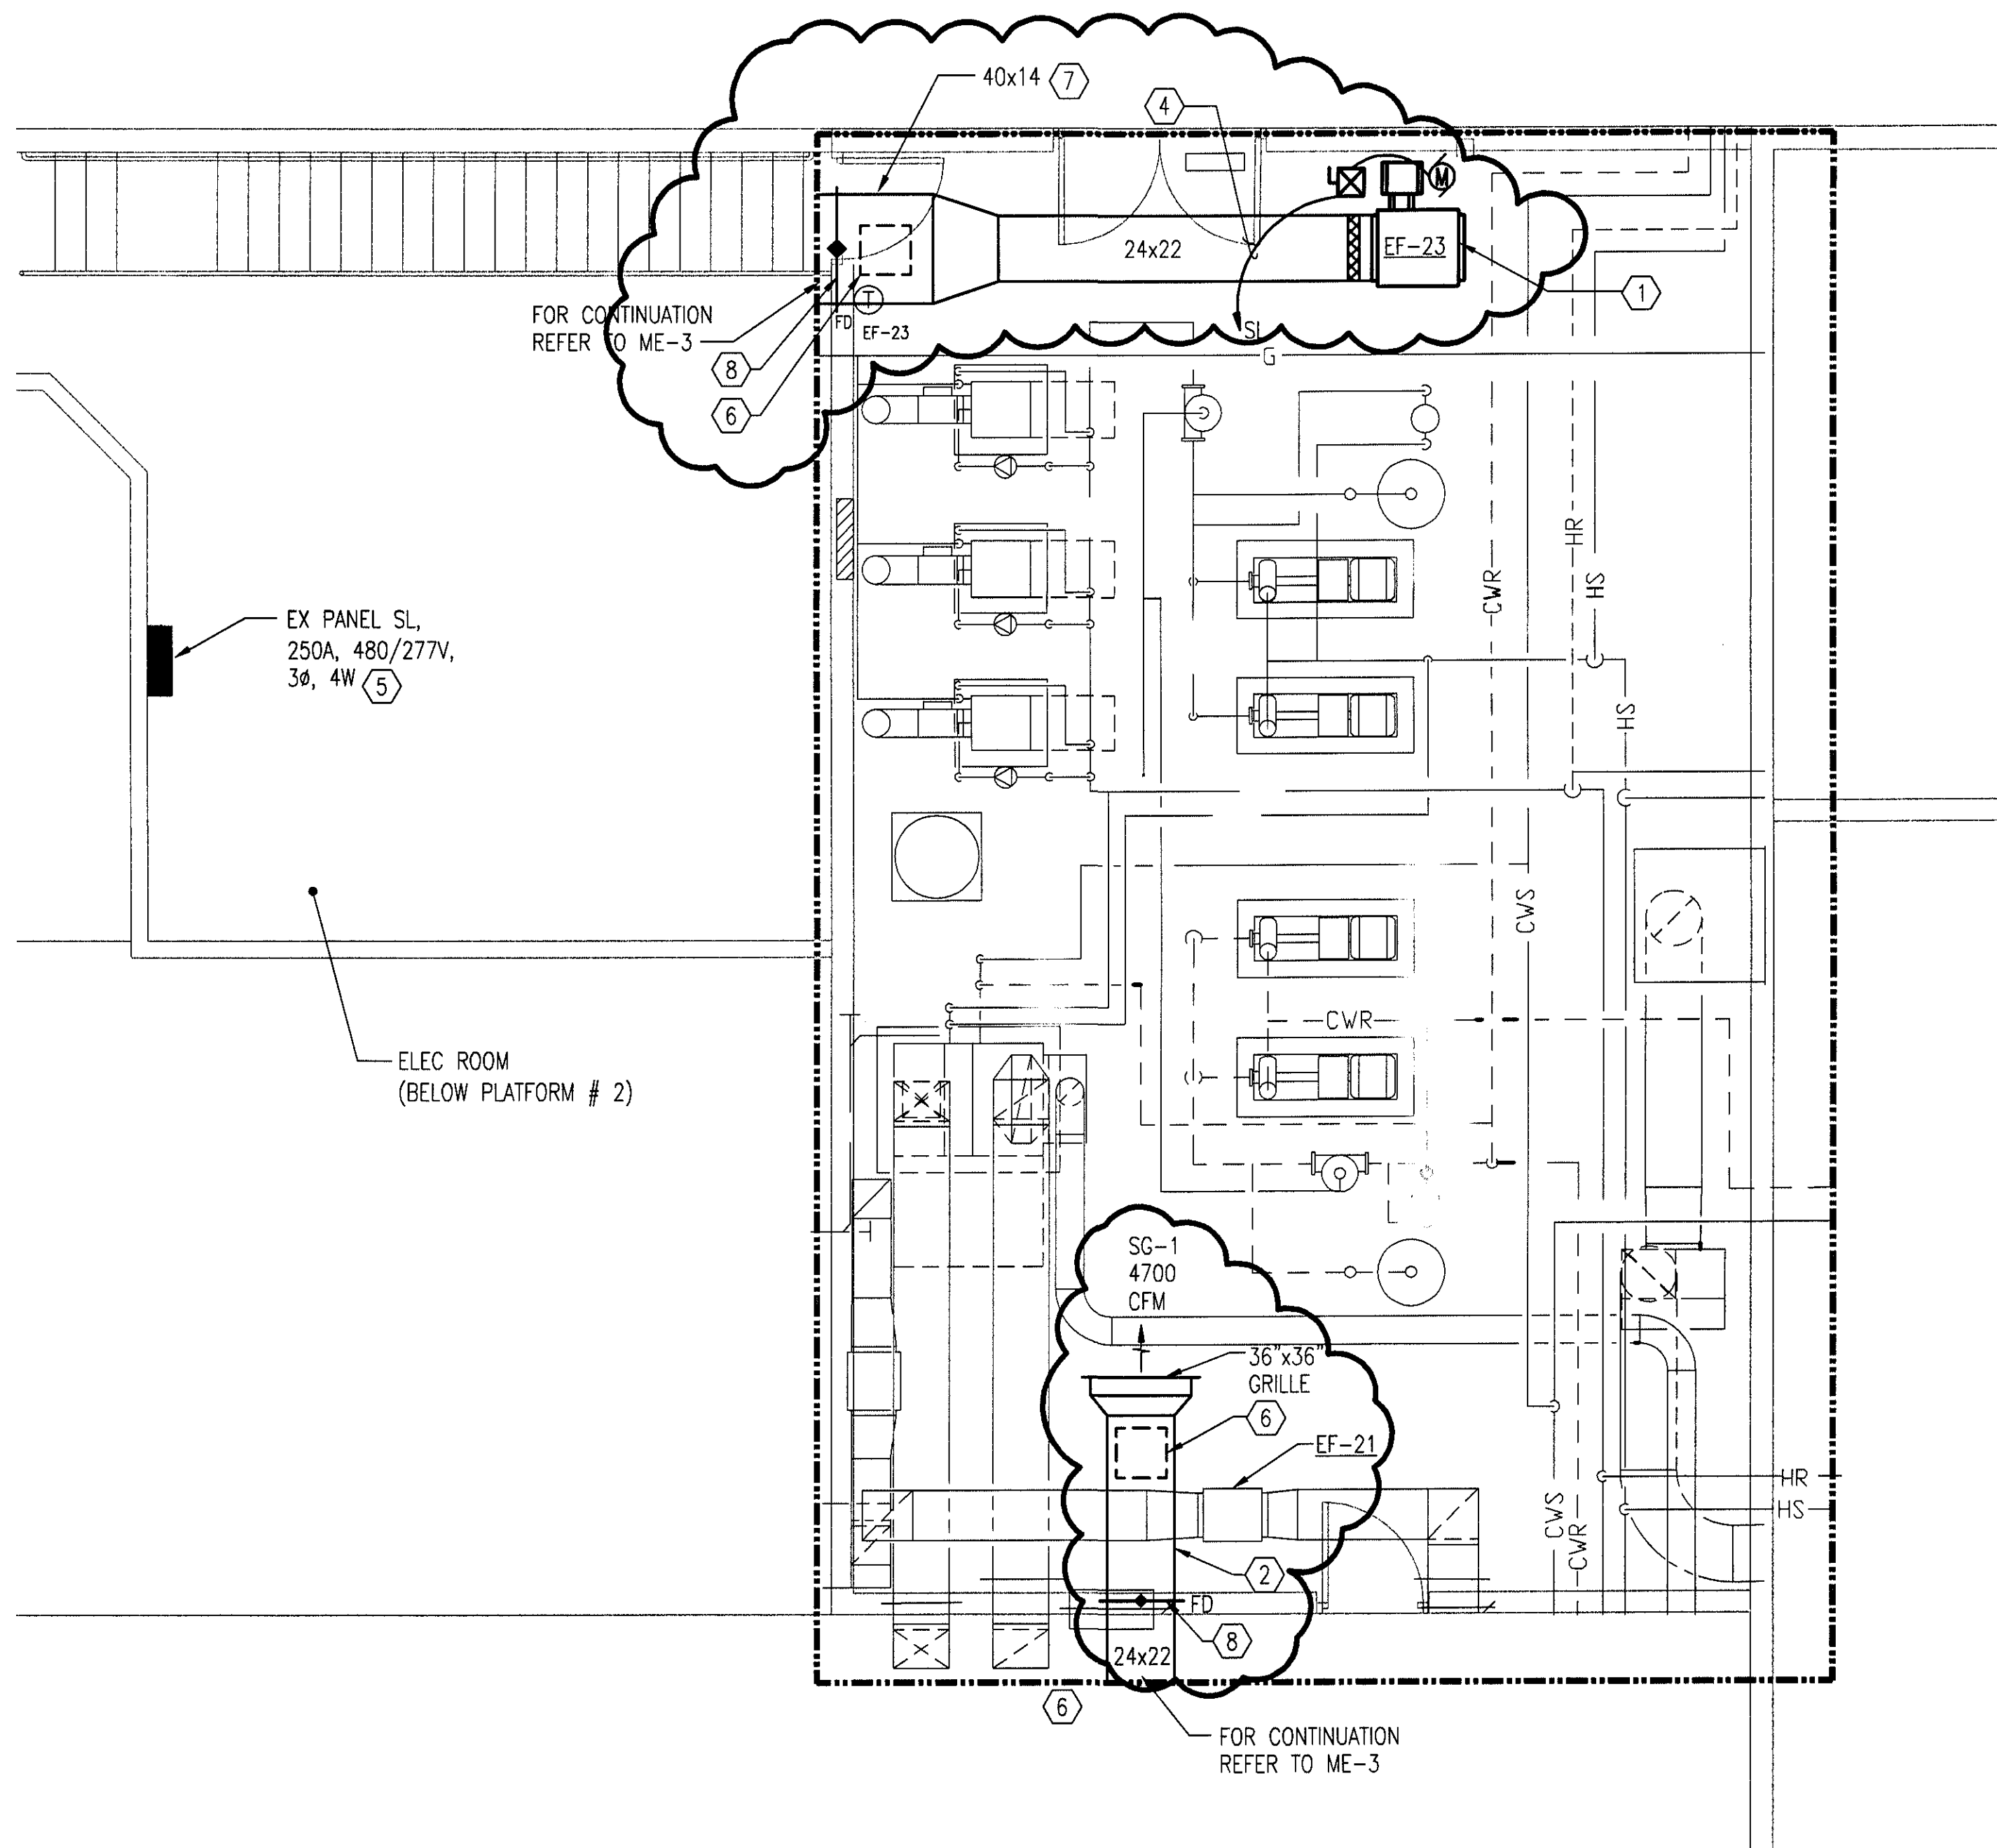 40x14 7
4
M
24x22
EF-23
1
FOR CONTINUATION
REFER TO ME-3
T
FD
EF-23
SL
G
8
6
HR
CWR
HS
EX PANEL SL,
250A, 480/277V,
3ø, 4W 5
HS
CWS
CWR
ELEC ROOM
(BELOW PLATFORM # 2)
SG-1
4700
CFM
36"x36"
GRILLE
6
EF-21
HR
HS
CWS
CWR
2
FD
8
24x22
6
FOR CONTINUATION
REFER TO ME-3